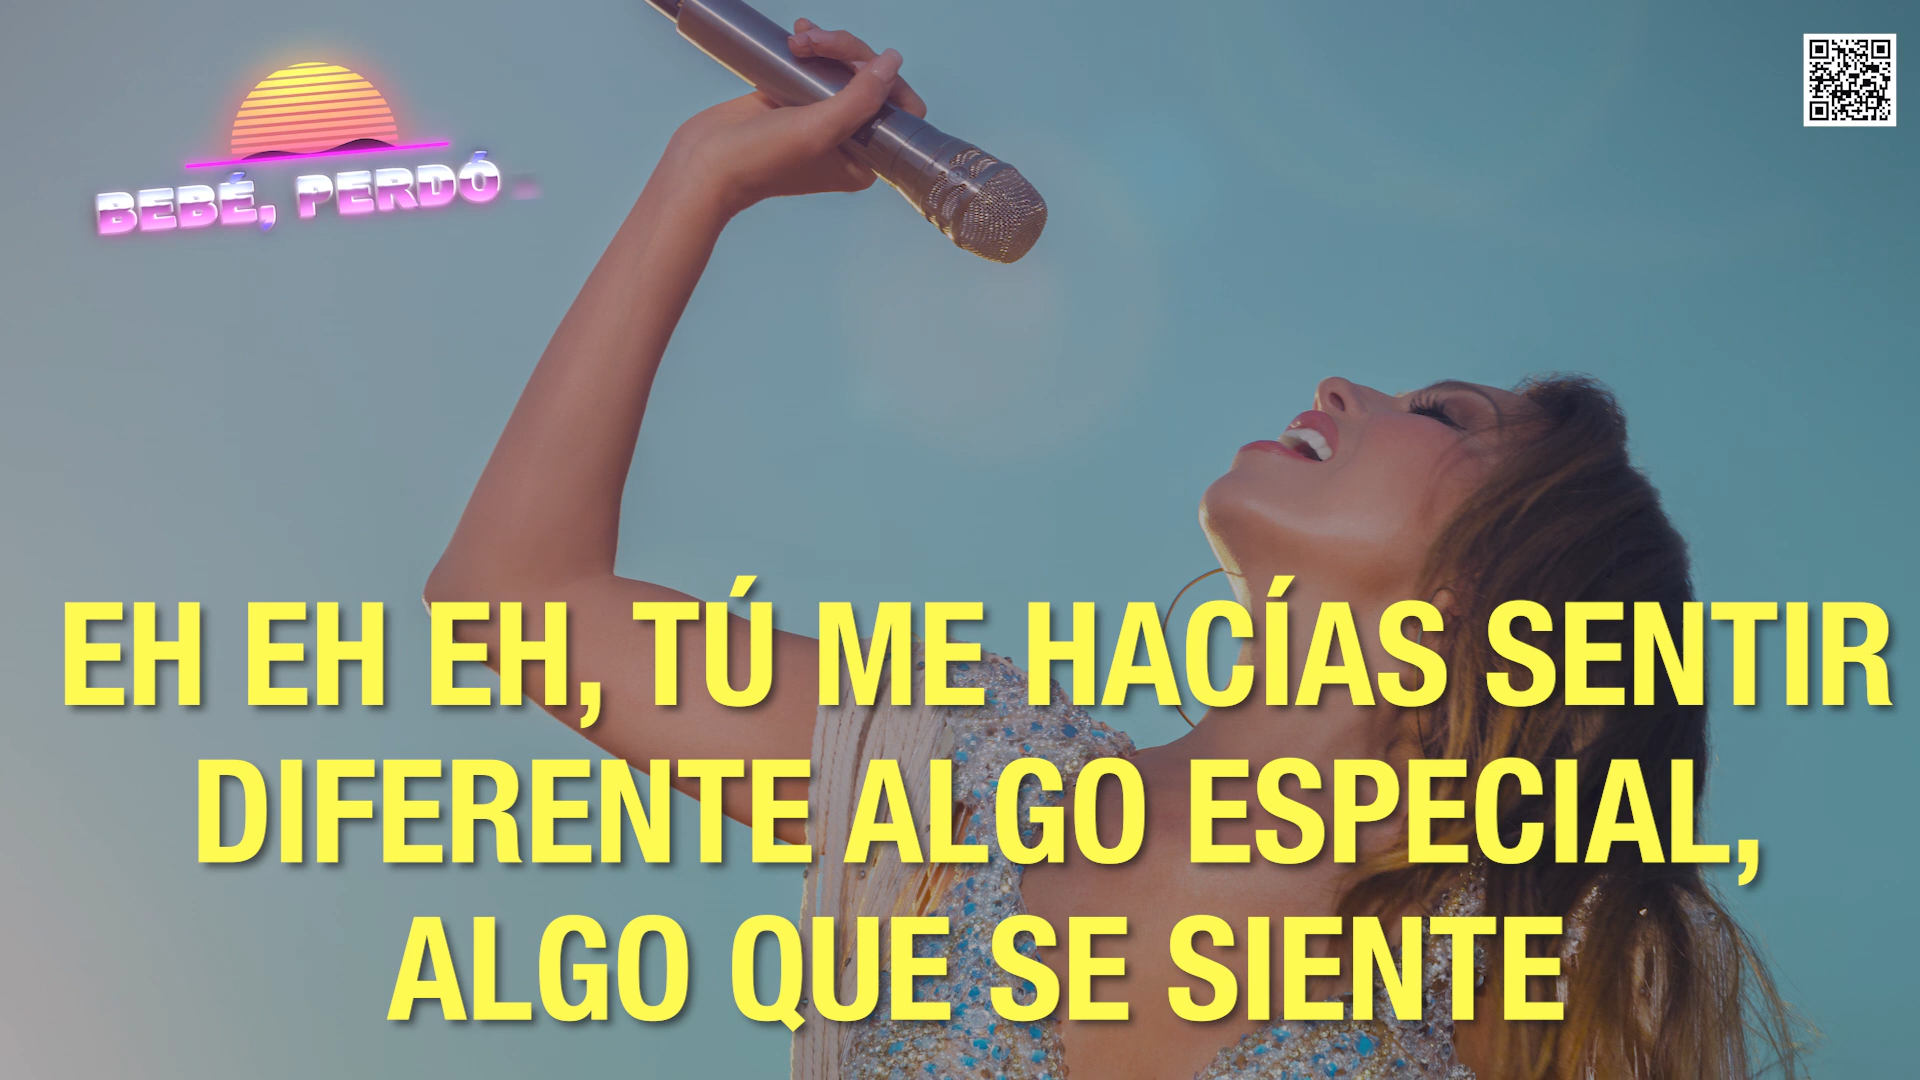 BEBÉ, PERDÓ
EH EH EH, TÚ ME HACÍAS SENTIR
DIFERENTE ALGO ESPECIAL,
ALGO QUE SE SIENTE